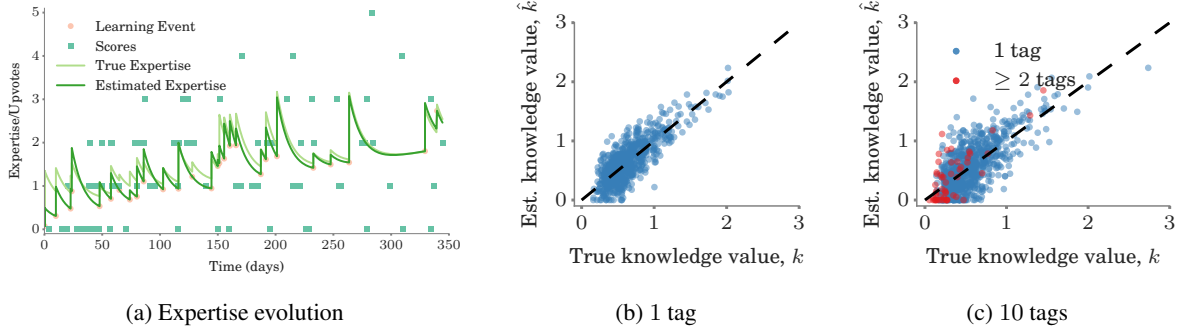 5
4
3
2
1
0
Expertise/Upvotes
Learning Event
Scores
True Expertise
Estimated Expertise
0 50 100 150 200 250 300 350
Time (days)
(a) Expertise evolution
3
2
1
0
Est. knowledge value, k̂
0 1 2 3
True knowledge value, k
(b) 1 tag
3
2
1
0
Est. knowledge value, k̂
1 tag
≥ 2 tags
0 1 2 3
True knowledge value, k
(c) 10 tags